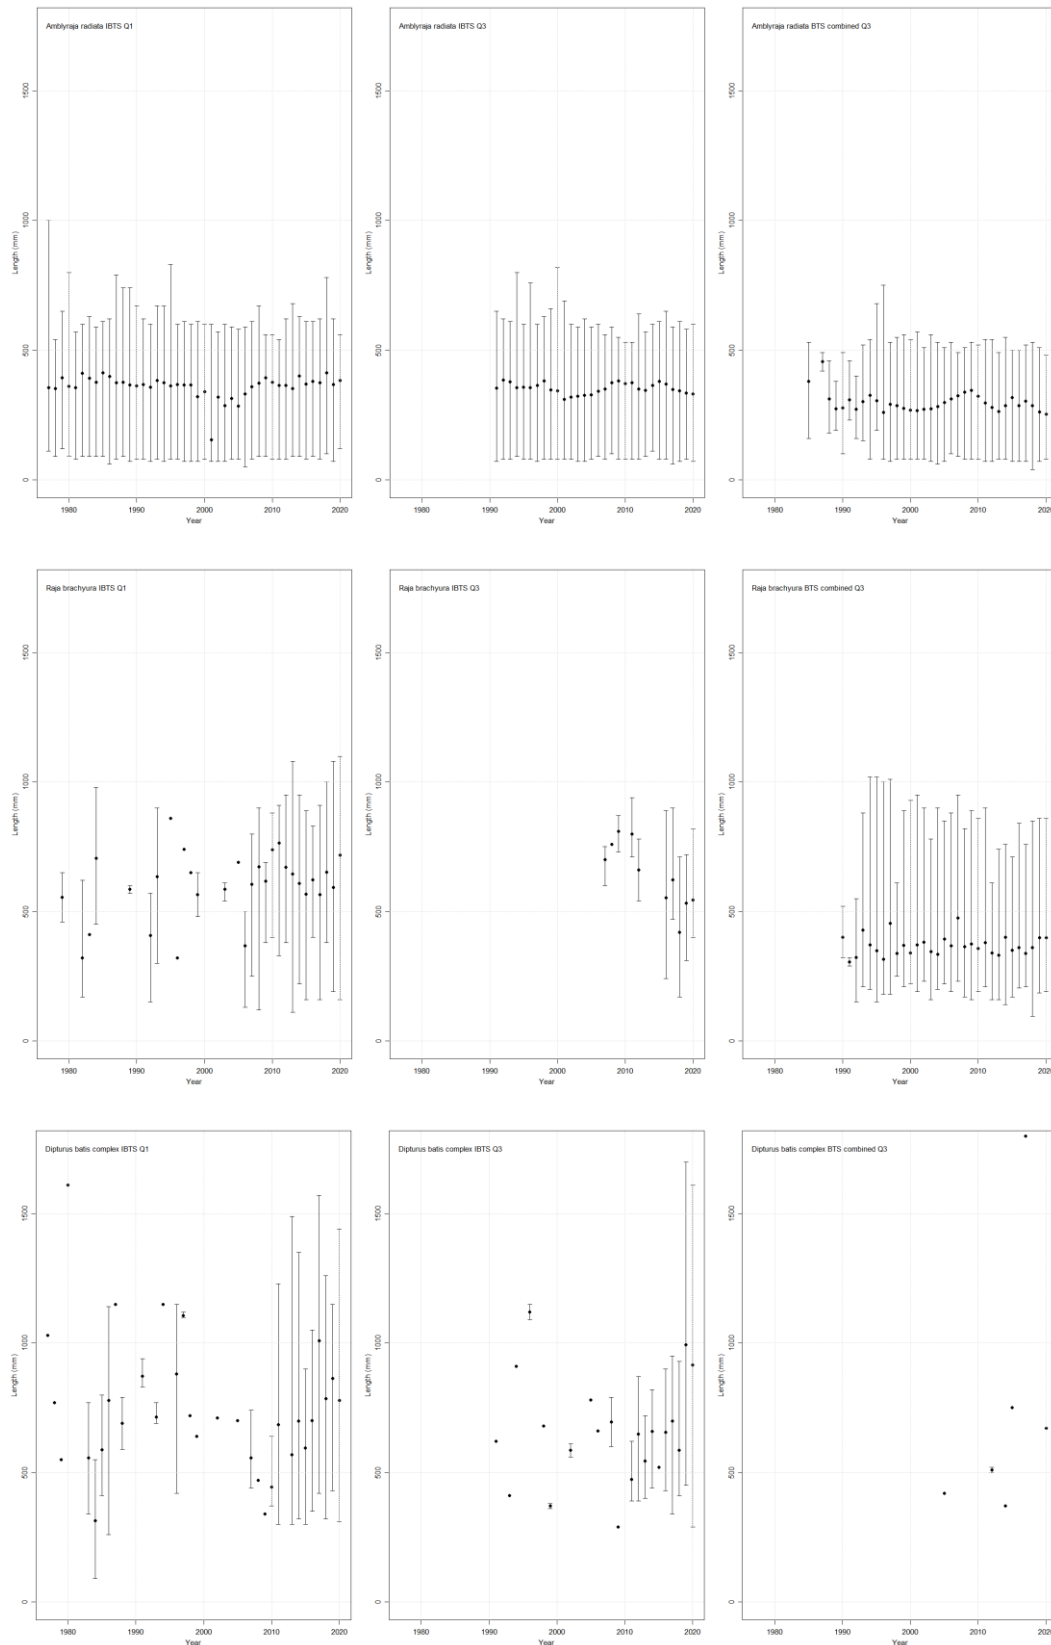 Amblyraja radiata IBTS Q1
Length (mm)
0
500
1000
1500
1980 1990 2000 2010 2020
Year
Amblyraja radiata IBTS Q3
Length (mm)
0
500
1000
1500
1980 1990 2000 2010 2020
Year
Amblyraja radiata BTS combined Q3
Length (mm)
0
500
1000
1500
1980 1990 2000 2010 2020
Year
Raja brachyura IBTS Q1
Length (mm)
0
500
1000
1500
1980 1990 2000 2010 2020
Year
Raja brachyura IBTS Q3
Length (mm)
0
500
1000
1500
1980 1990 2000 2010 2020
Year
Raja brachyura BTS combined Q3
Length (mm)
0
500
1000
1500
1980 1990 2000 2010 2020
Year
Dipturus batis complex IBTS Q1
Length (mm)
0
500
1000
1500
1980 1990 2000 2010 2020
Year
Dipturus batis complex IBTS Q3
Length (mm)
0
500
1000
1500
1980 1990 2000 2010 2020
Year
Dipturus batis complex BTS combined Q3
Length (mm)
0
500
1000
1500
1980 1990 2000 2010 2020
Year